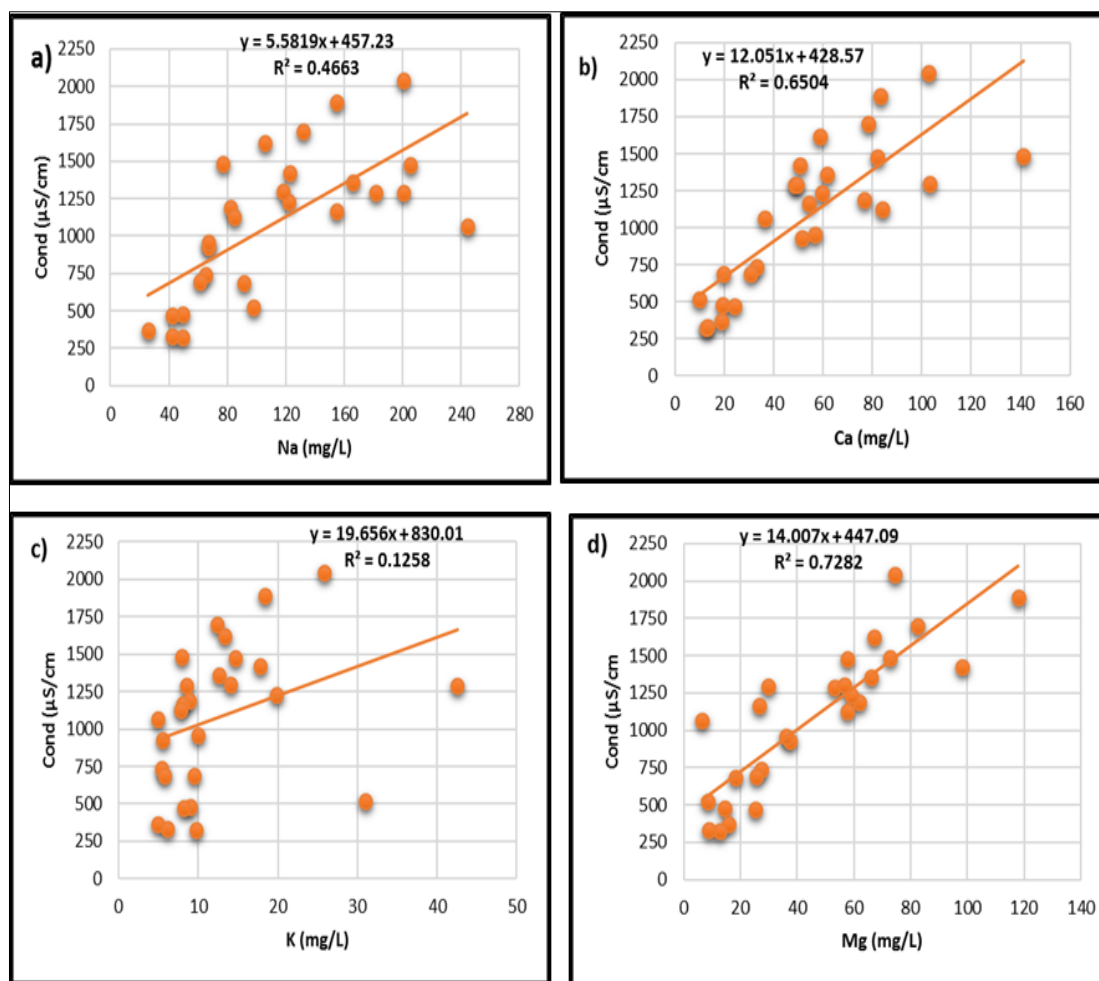 a)
y = 5.5819x + 457.23
R² = 0.4663
2250
2000
1750
1500
1250
1000
750
500
250
0
Cond (µS/cm)
0 40 80 120 160 200 240 280
Na (mg/L)
b)
y = 12.051x + 428.57
R² = 0.6504
2250
2000
1750
1500
1250
1000
750
500
250
0
Cond (µS/cm)
0 20 40 60 80 100 120 140 160
Ca (mg/L)
c)
y = 19.656x + 830.01
R² = 0.1258
2250
2000
1750
1500
1250
1000
750
500
250
0
Cond (µS/cm
0 10 20 30 40 50
K (mg/L)
d)
y = 14.007x + 447.09
R² = 0.7282
2250
2000
1750
1500
1250
1000
750
500
250
0
Cond (µS/cm
0 20 40 60 80 100 120 140
Mg (mg/L)